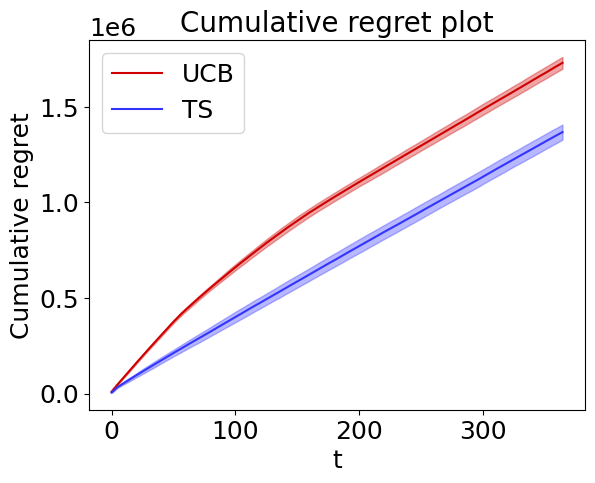 Cumulative regret plot
1e6
UCB
TS
Cumulative regret
1.5
1.0
0.5
0.0
0 100 200 300
t